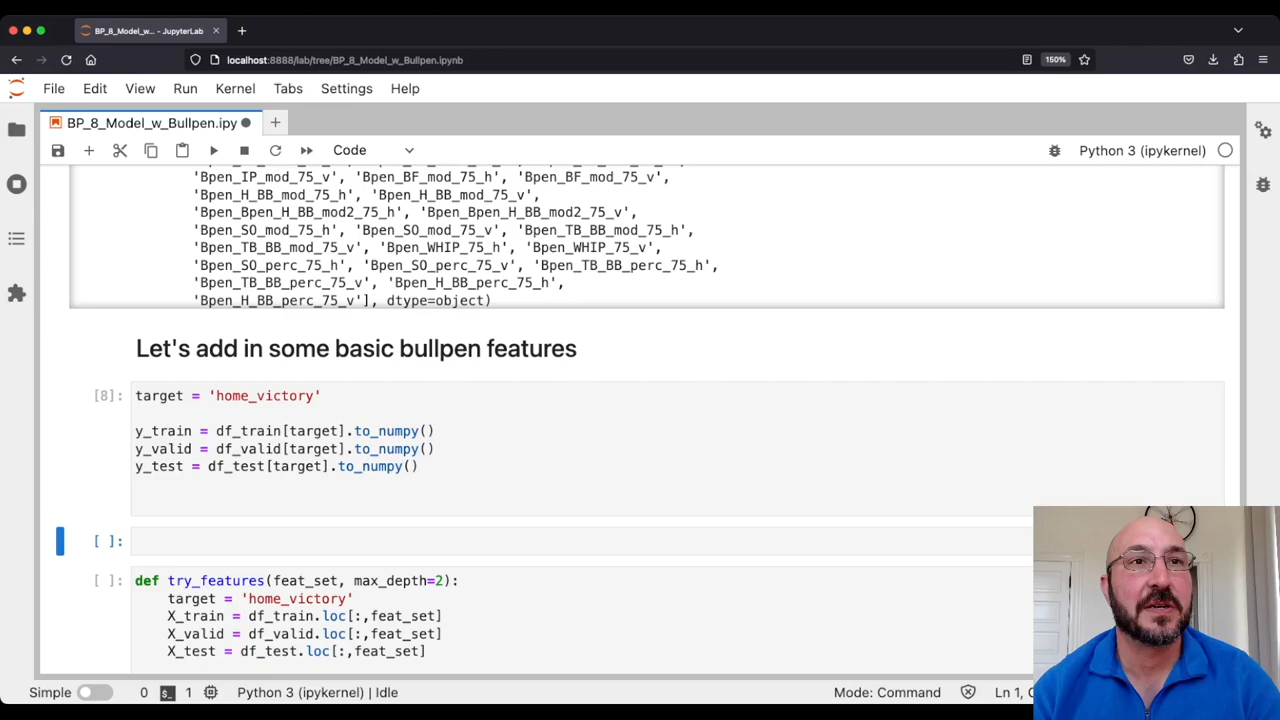 BP_8_Model_w... - JupyterLab
localhost:8888/lab/tree/BP_8_Model_w_Bullpen.ipynb
150%
File Edit View Run Kernel Tabs Settings Help
BP_8_Model_w_Bullpen.ipy
Code
Python 3 (ipykernel)
'Bpen_IP_mod_75_v', 'Bpen_BF_mod_75_h', 'Bpen_BF_mod_75_v',
'Bpen_H_BB_mod_75_h', 'Bpen_H_BB_mod_75_v',
'Bpen_Bpen_H_BB_mod2_75_h', 'Bpen_Bpen_H_BB_mod2_75_v',
'Bpen_SO_mod_75_h', 'Bpen_SO_mod_75_v', 'Bpen_TB_BB_mod_75_h',
'Bpen_TB_BB_mod_75_v', 'Bpen_WHIP_75_h', 'Bpen_WHIP_75_v',
'Bpen_SO_perc_75_h', 'Bpen_SO_perc_75_v', 'Bpen_TB_BB_perc_75_h',
'Bpen_TB_BB_perc_75_v', 'Bpen_H_BB_perc_75_h',
'Bpen_H_BB_perc_75_v'], dtype=object)
Let's add in some basic bullpen features
[8]: target = 'home_victory'
y_train = df_train[target].to_numpy()
y_valid = df_valid[target].to_numpy()
y_test = df_test[target].to_numpy()
[ ]:
[ ]: def try_features(feat_set, max_depth=2):
target = 'home_victory'
X_train = df_train.loc[:,feat_set]
X_valid = df_valid.loc[:,feat_set]
X_test = df_test.loc[:,feat_set]
Simple 0 $_ 1 Python 3 (ipykernel) | Idle Mode: Command Ln 1,